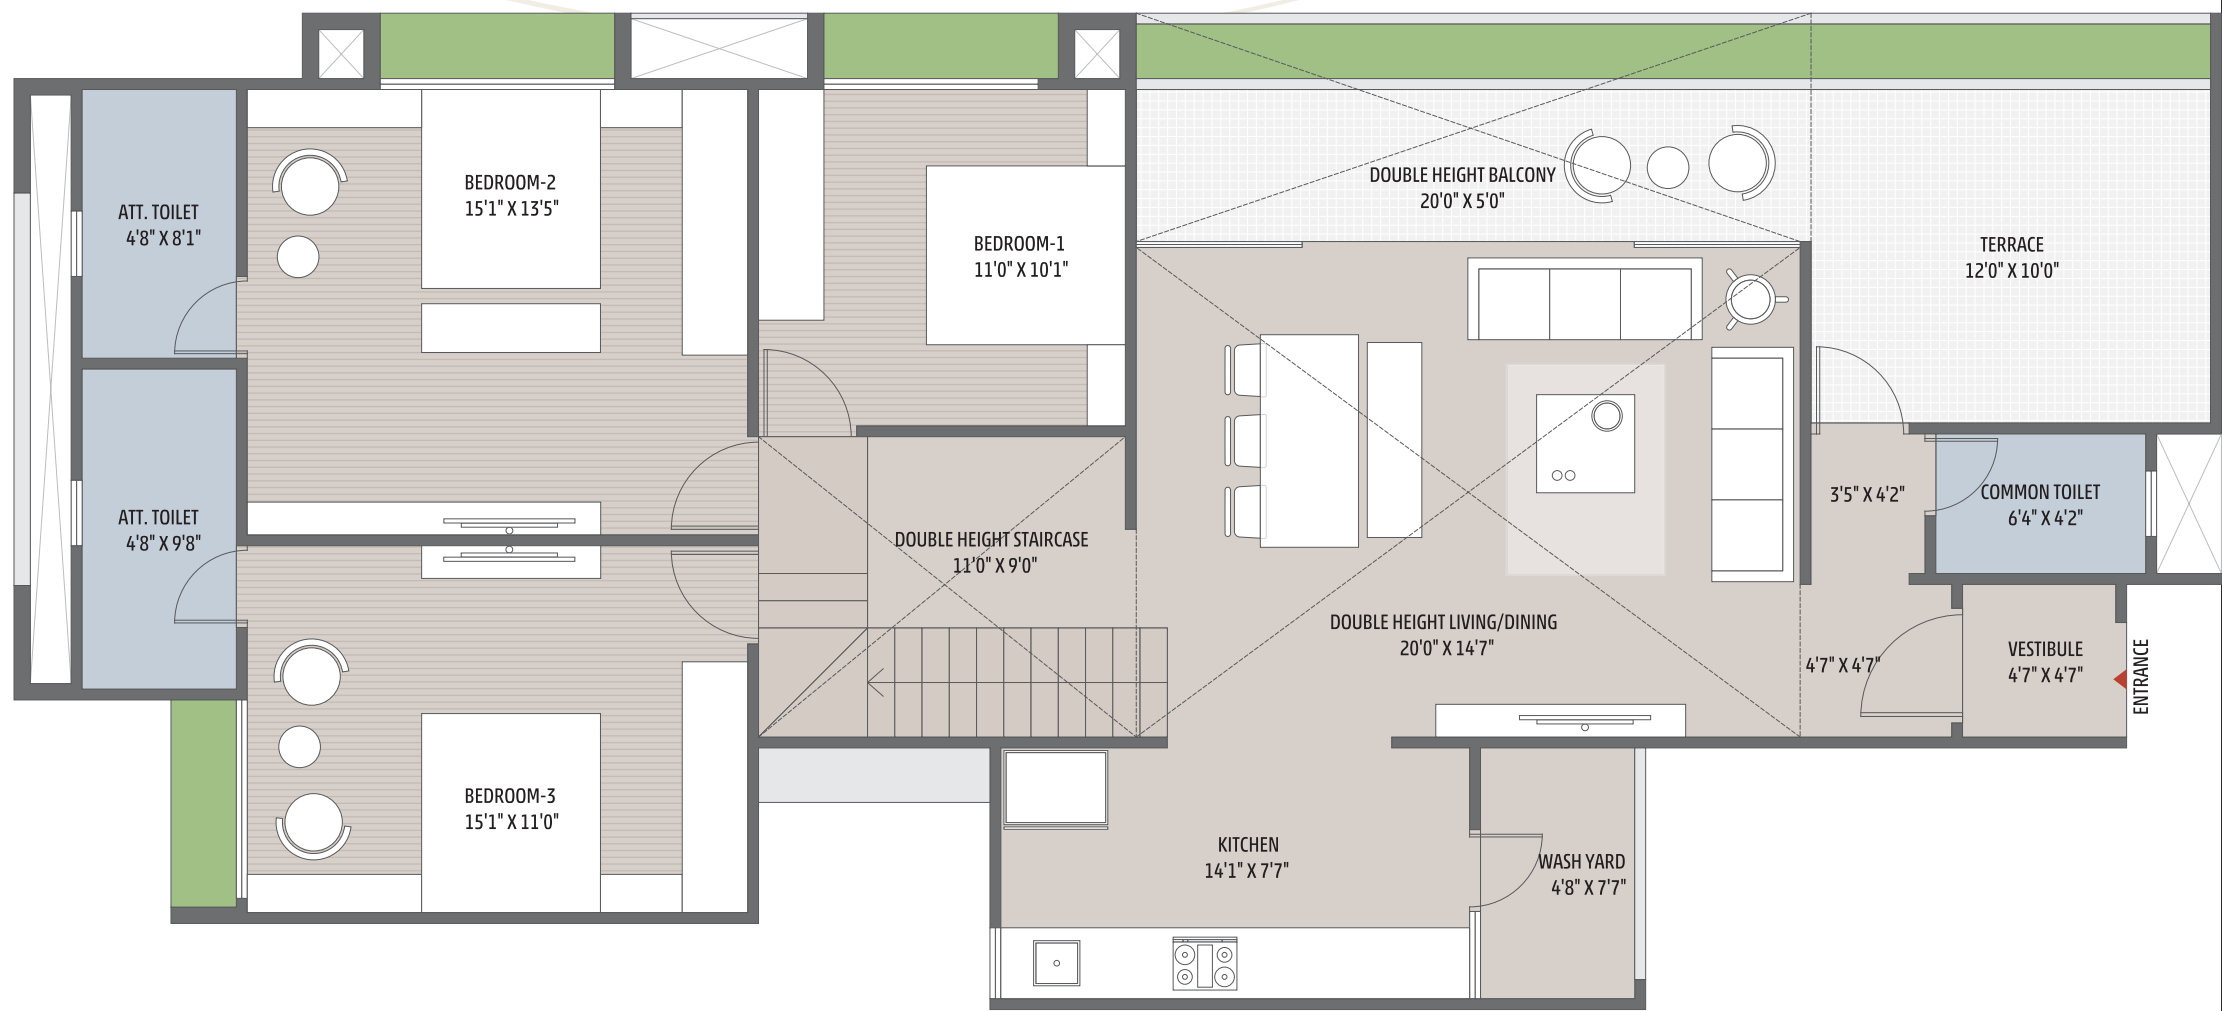 BEDROOM-2
15'1" X 13'5"
ATT. TOILET
4'8" X 8'1"
BEDROOM-1
11'0" X 10'1"
DOUBLE HEIGHT BALCONY
20'0" X 5'0"
TERRACE
12'0" X 10'0"
ATT. TOILET
4'8" X 9'8"
DOUBLE HEIGHT STAIRCASE
11'0" X 9'0"
3'5" X 4'2"
COMMON TOILET
6'4" X 4'2"
DOUBLE HEIGHT LIVING/DINING
20'0" X 14'7"
4'7" X 4'7"
VESTIBULE
4'7" X 4'7"
ENTRANCE
BEDROOM-3
15'1" X 11'0"
KITCHEN
14'1" X 7'7"
WASH YARD
4'8" X 7'7"